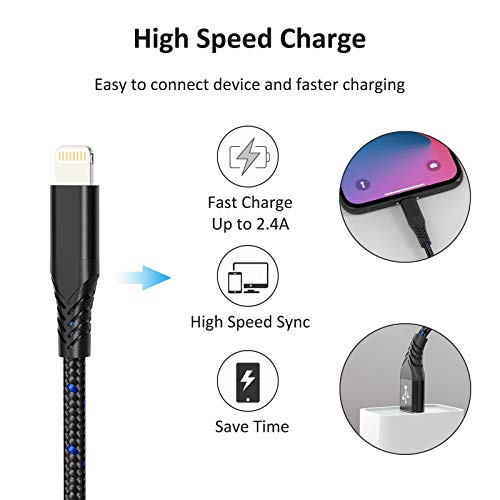 High Speed Charge
Easy to connect device and faster charging
Fast Charge
Up to 2.4A
High Speed Sync
Save Time